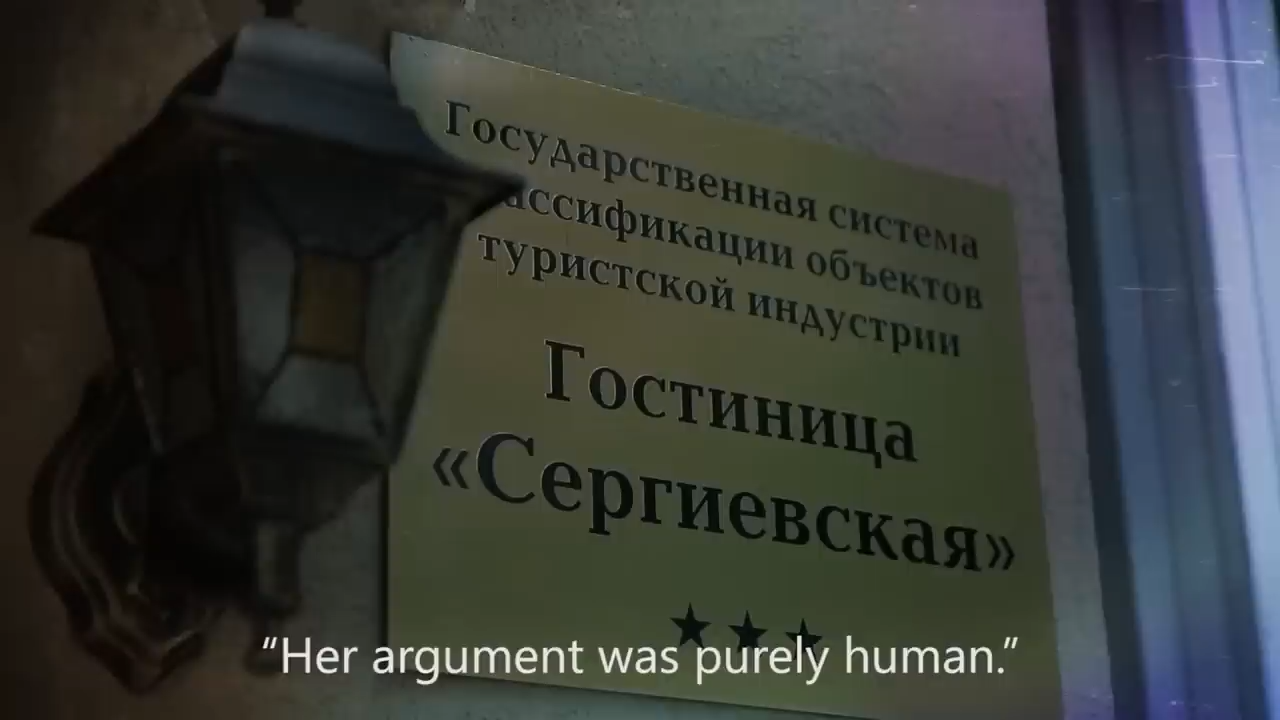 Государственная система
ассификации объектов
туристской индустрии
Гостиница
«Сергиевская»
“Her argument was purely human.”